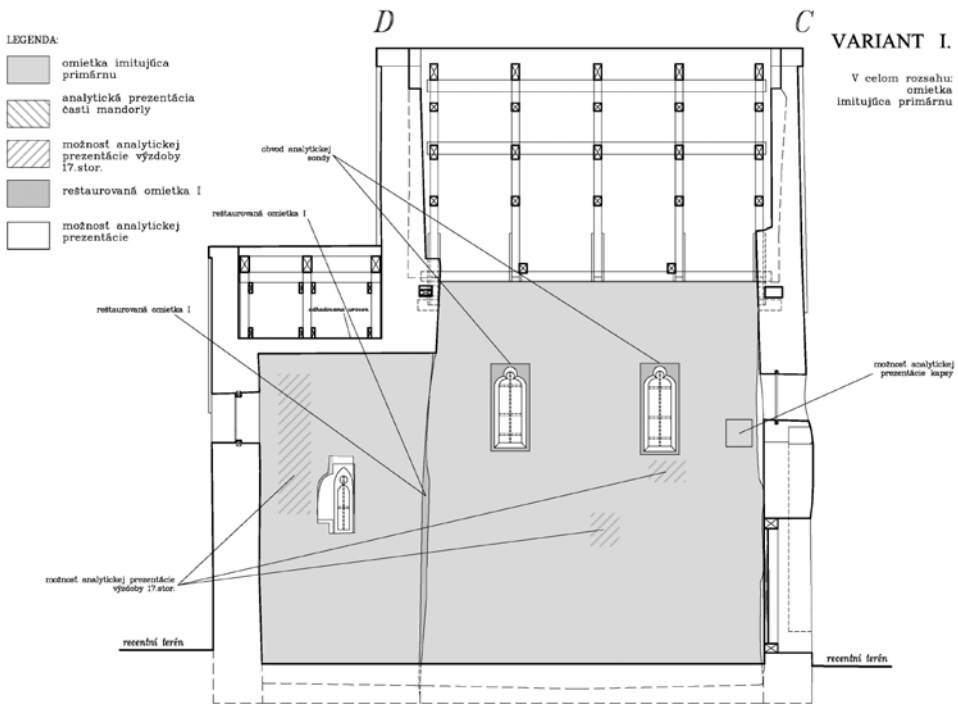 D
C
VARIANT I.
V celom rozsahu:
omietka
imitujúca primárnu
LEGENDA:
omietka imitujúca
primárnu
analytická prezentácia
časti mandorly
možnosť analytickej
prezentácie výzdoby
17.stor.
reštaurovaná omietka I
možnosť analytickej
prezentácie
obvod analytickej
sondy
reštaurovaná omietka I
reštaurovaná omietka I
možnosť analytickej
prezentácie kapsy
možnosť analytickej prezentácie
výzdoby 17.stor.
recentní terén
recentní terén